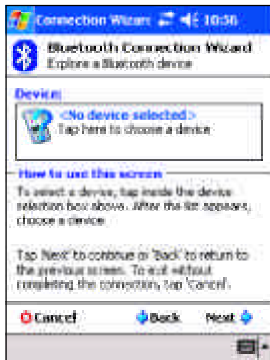 Connection Wizard 10:56
Bluetooth Connection Wizard
Explore a Bluetooth device
Device:
<No device selected>
Tap here to choose a device
How to use this screen
To select a device, tap inside the device
selection box above. After the list appears,
choose a device
Tap 'Next' to continue or 'Back' to return to
the previous screen. To exit without
completing the connection, tap 'Cancel'.
Cancel Back Next